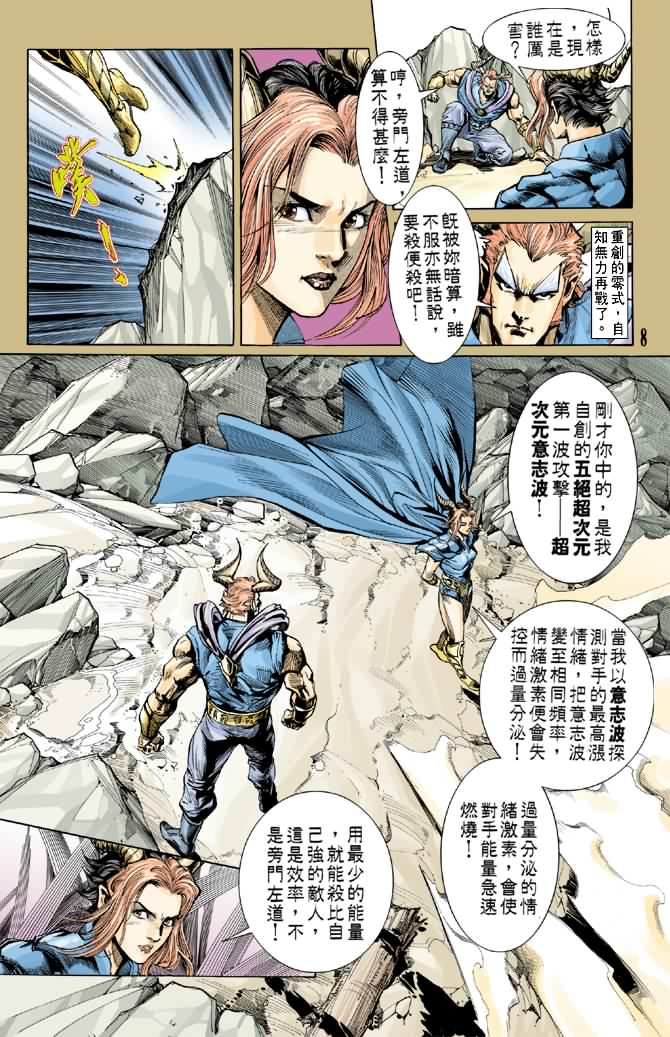 怎樣
，現
在是
誰厲
害？
哼，旁門左道，
算不得甚麼！
既被妳暗算，雖
不服亦無話說，
要殺便殺吧！
重創的零式，自
知無力再戰了。
噗
8
剛才你中的，是我
自創的五絕超次元
第一波攻擊──超
次元意志波！
當我以意志波探
測對手的最高漲
情緒，把意志波
變至相同頻率，
情緒激素便會失
控而過量分泌！
過量分泌的情
緒激素，會使
對手能量急速
燃燒！
用最少的能量
，就能殺比自
己強的敵人，
這是效率，不
是旁門左道！